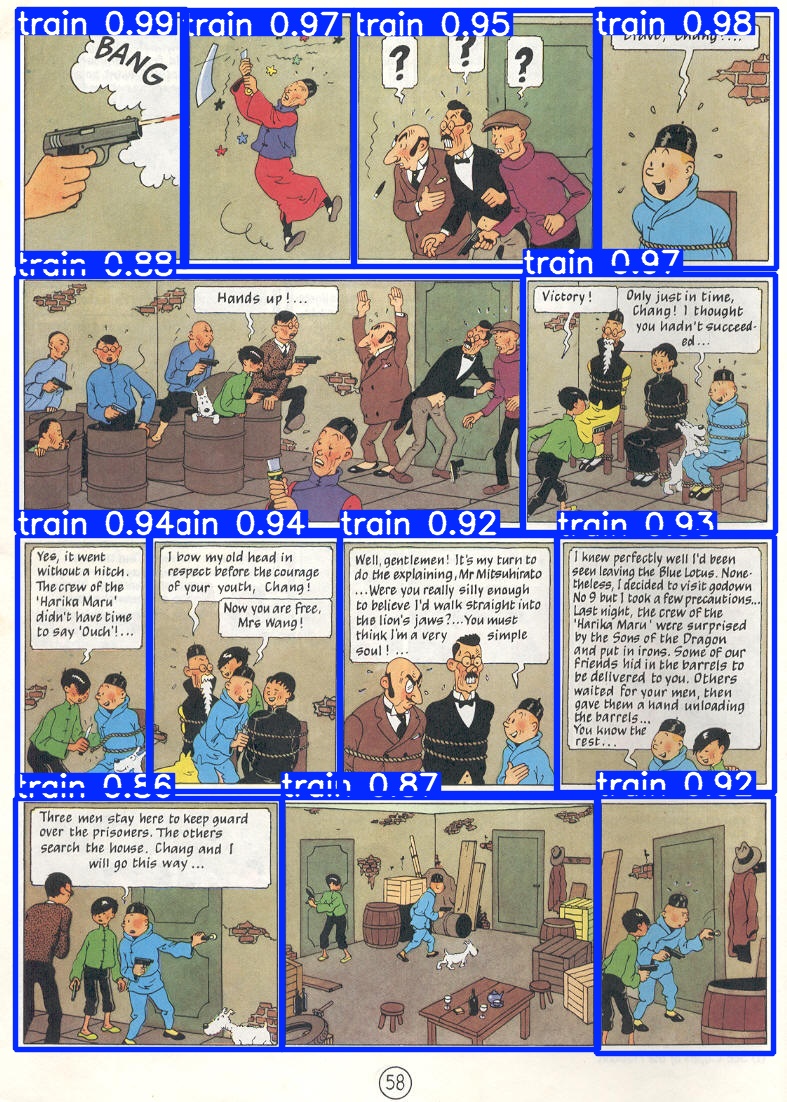 train 0.99
train 0.97
train 0.95
train 0.98
BANG
?
?
?
Bravo, Chang!...
train 0.88
train 0.97
Hands up!...
Victory!
Only just in time,
Chang! I thought
you hadn't succeed-
ed...
train 0.94
ain 0.94
train 0.92
train 0.93
Yes, it went
without a hitch.
The crew of the
'Harika Maru'
didn't have time
to say 'Ouch'!...
I bow my old head in
respect before the courage
of your youth, Chang!
Now you are free,
Mrs Wang!
Well, gentlemen! It's my turn to
do the explaining, Mr Mitsuhirato
...Were you really silly enough
to believe I'd walk straight into
the lion's jaws?...You must
think I'm a very simple
soul!...
I knew perfectly well I'd been
seen leaving the Blue Lotus. None-
theless, I decided to visit godown
No 9 but I took a few precautions...
Last night, the crew of the
'Harika Maru' were surprised
by the Sons of the Dragon
and put in irons. Some of our
friends hid in the barrels to
be delivered to you. Others
waited for your men, then
gave them a hand unloading
the barrels...
You know the
rest...
train 0.86
train 0.87
train 0.92
Three men stay here to keep guard
over the prisoners. The others
search the house. Chang and I
will go this way...
58